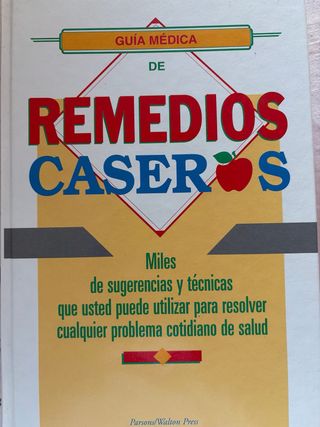 GUÍA MÉDICA
DE
REMEDIOS
CASEROS
Miles
de sugerencias y técnicas
que usted puede utilizar para resolver
cualquier problema cotidiano de salud
Parsons/Walton Press